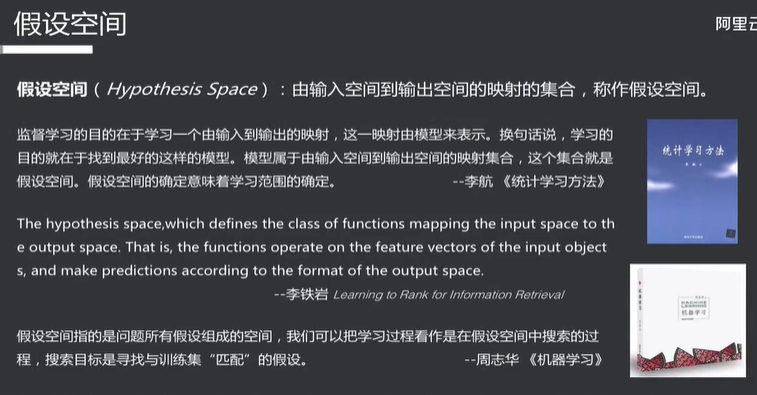 假设空间
阿里云
假设空间（Hypothesis Space）：由输入空间到输出空间的映射的集合，称作假设空间。
监督学习的目的在于学习一个由输入到输出的映射，这一映射由模型来表示。换句话说，学习的
目的就在于找到最好的这样的模型。模型属于由输入空间到输出空间的映射集合，这个集合就是
假设空间。假设空间的确定意味着学习范围的确定。 --李航 《统计学习方法》
统计学习方法
The hypothesis space,which defines the class of functions mapping the input space to th
e output space. That is, the functions operate on the feature vectors of the input object
s, and make predictions according to the format of the output space.
--李铁岩 Learning to Rank for Information Retrieval
MACHINE
LEARNING
机器学习
假设空间指的是问题所有假设组成的空间，我们可以把学习过程看作是在假设空间中搜索的过
程，搜索目标是寻找与训练集“匹配”的假设。 --周志华 《机器学习》